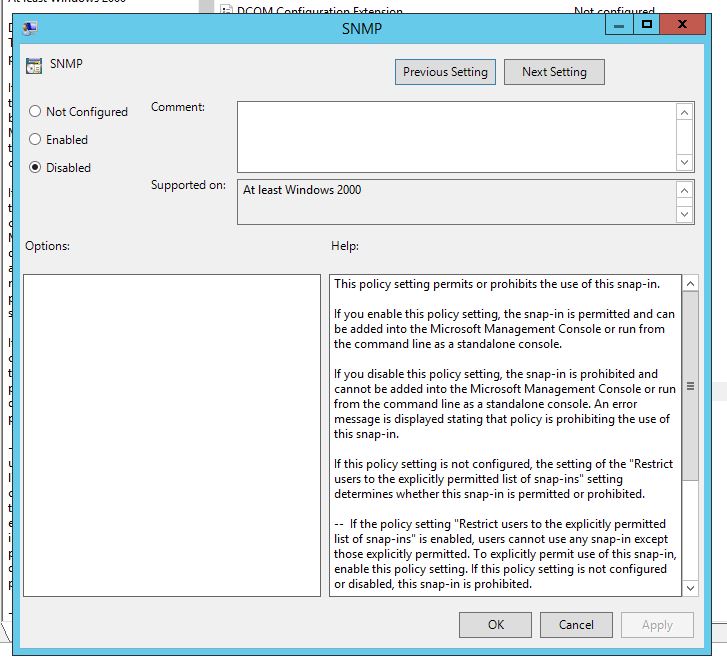 At least Windows 2000
DCOM Configuration Extension
Not configured
SNMP
SNMP
Previous Setting
Next Setting
Not Configured
Enabled
Disabled
Comment:
Supported on:
At least Windows 2000
Options:
Help:
This policy setting permits or prohibits the use of this snap-in.
If you enable this policy setting, the snap-in is permitted and can
be added into the Microsoft Management Console or run from
the command line as a standalone console.
If you disable this policy setting, the snap-in is prohibited and
cannot be added into the Microsoft Management Console or run
from the command line as a standalone console. An error
message is displayed stating that policy is prohibiting the use of
this snap-in.
If this policy setting is not configured, the setting of the "Restrict
users to the explicitly permitted list of snap-ins" setting
determines whether this snap-in is permitted or prohibited.
-- If the policy setting "Restrict users to the explicitly permitted
list of snap-ins" is enabled, users cannot use any snap-in except
those explicitly permitted. To explicitly permit use of this snap-in,
enable this policy setting. If this policy setting is not configured
or disabled, this snap-in is prohibited.
OK
Cancel
Apply